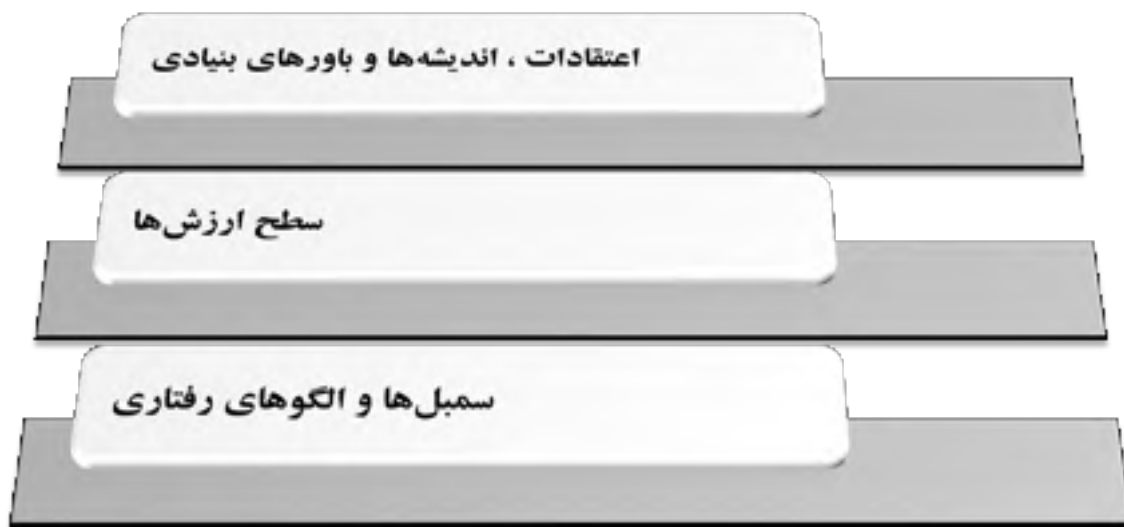 اعتقادات ، اندیشه‌ها و باورهای بنیادی
سطح ارزش‌ها
سمبل‌ها و الگوهای رفتاری